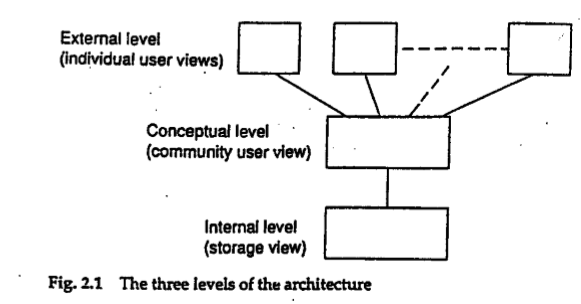 External level
(individual user views)
Conceptual level
(community user view)
Internal level
(storage view)
Fig. 2.1 The three levels of the architecture